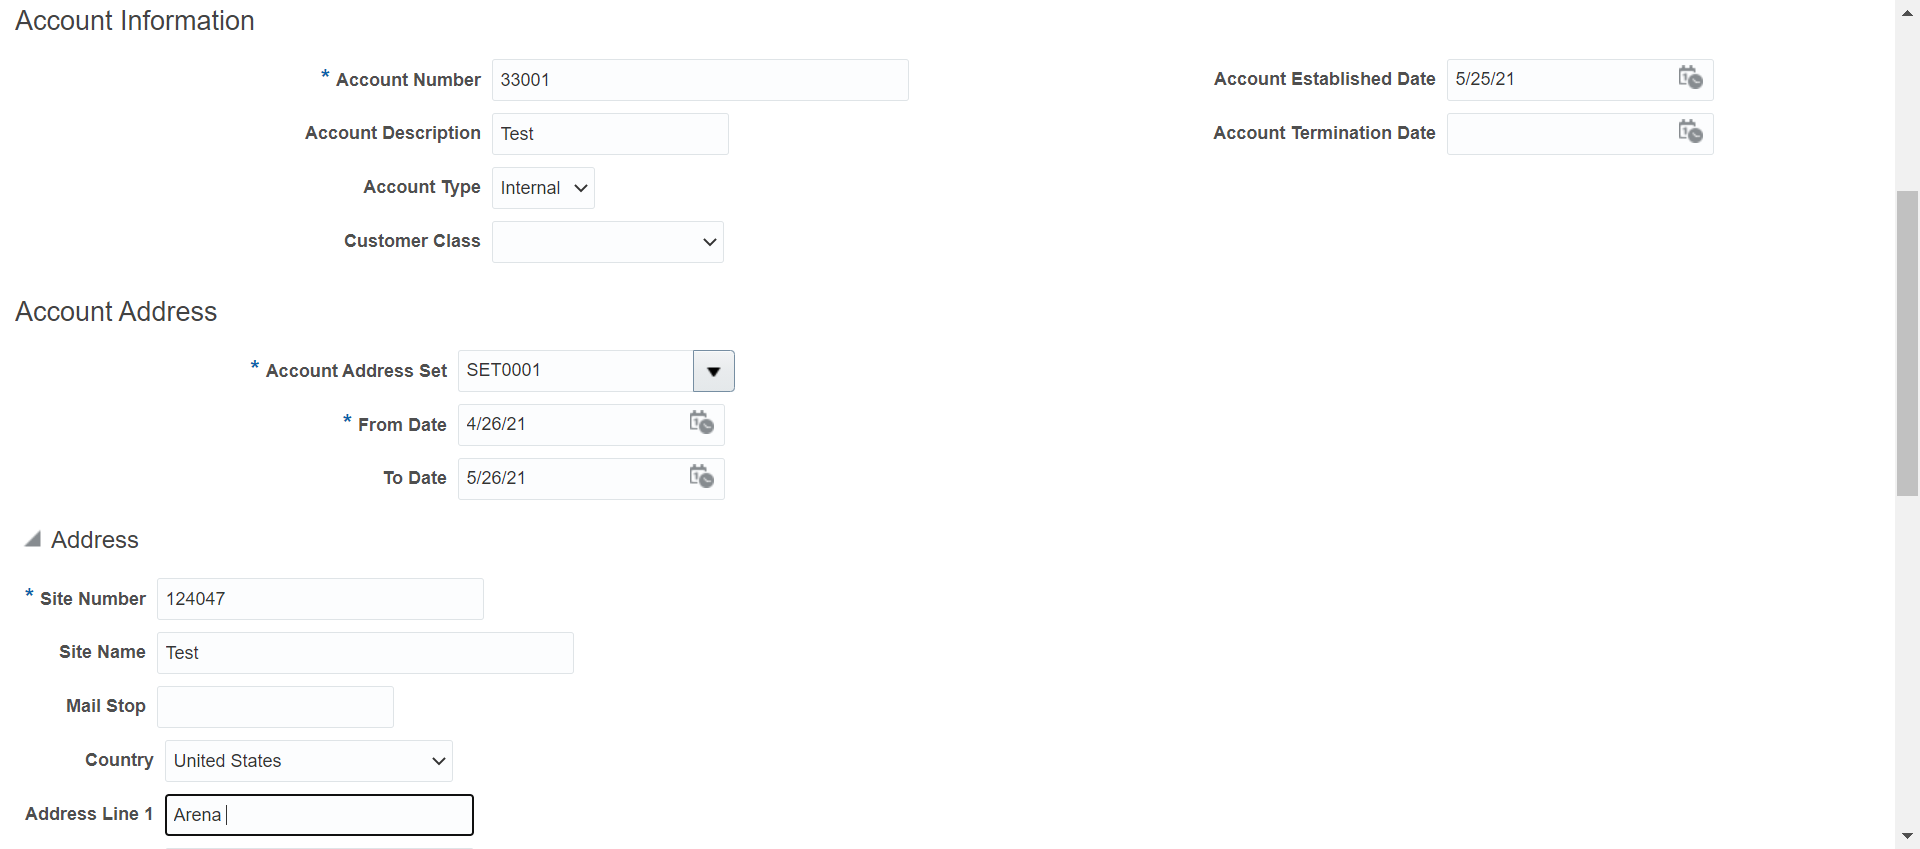 Account Information
* Account Number 33001
Account Established Date 5/25/21
Account Description Test
Account Termination Date
Account Type Internal
Customer Class
Account Address
* Account Address Set SET0001
* From Date 4/26/21
To Date 5/26/21
Address
* Site Number 124047
Site Name Test
Mail Stop
Country United States
Address Line 1 Arena